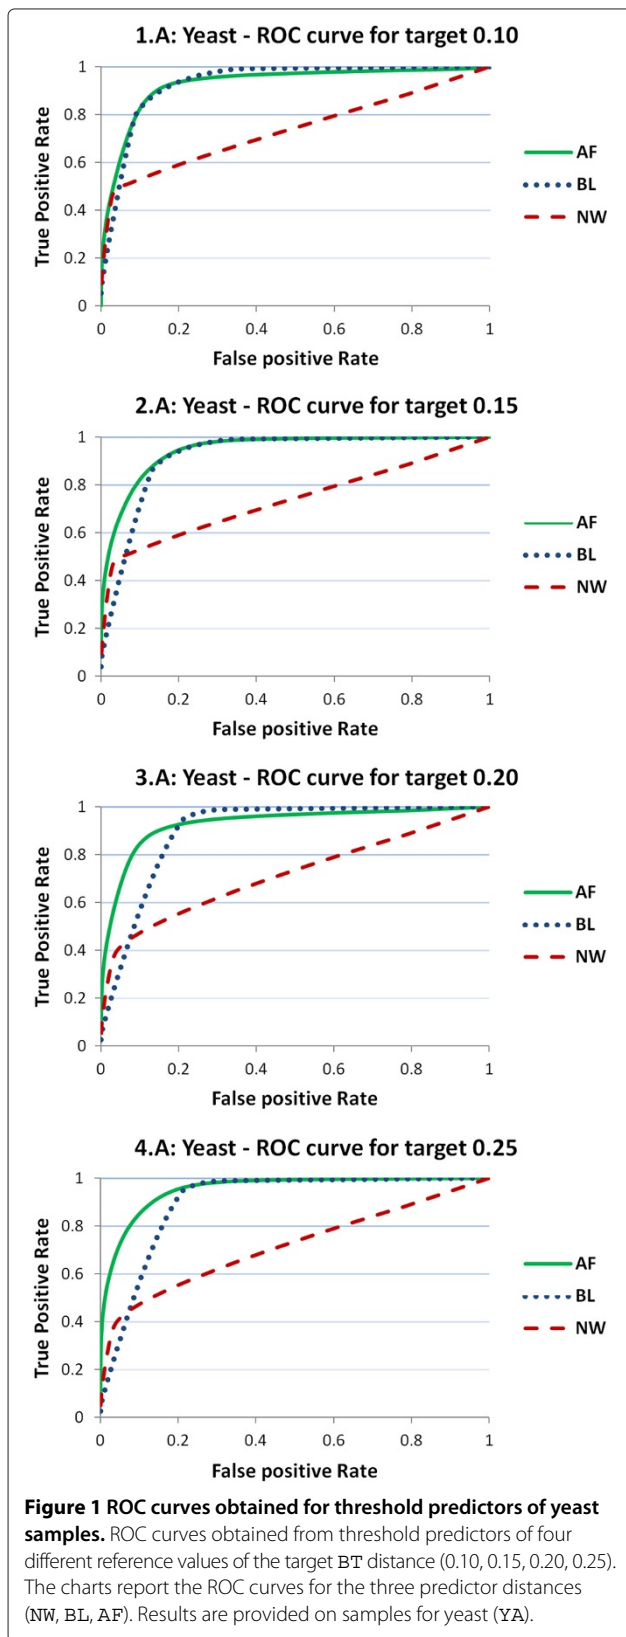 1.A: Yeast - ROC curve for target 0.10
1
0.8
0.6
0.4
0.2
0
True Positive Rate
0 0.2 0.4 0.6 0.8 1
False positive Rate
AF
BL
NW
2.A: Yeast - ROC curve for target 0.15
1
0.8
0.6
0.4
0.2
0
True Positive Rate
0 0.2 0.4 0.6 0.8 1
False positive Rate
AF
BL
NW
3.A: Yeast - ROC curve for target 0.20
1
0.8
0.6
0.4
0.2
0
True Positive Rate
0 0.2 0.4 0.6 0.8 1
False positive Rate
AF
BL
NW
4.A: Yeast - ROC curve for target 0.25
1
0.8
0.6
0.4
0.2
0
True Positive Rate
0 0.2 0.4 0.6 0.8 1
False positive Rate
AF
BL
NW
Figure 1 ROC curves obtained for threshold predictors of yeast
samples. ROC curves obtained from threshold predictors of four
different reference values of the target BT distance (0.10, 0.15, 0.20, 0.25).
The charts report the ROC curves for the three predictor distances
(NW, BL, AF). Results are provided on samples for yeast (YA).